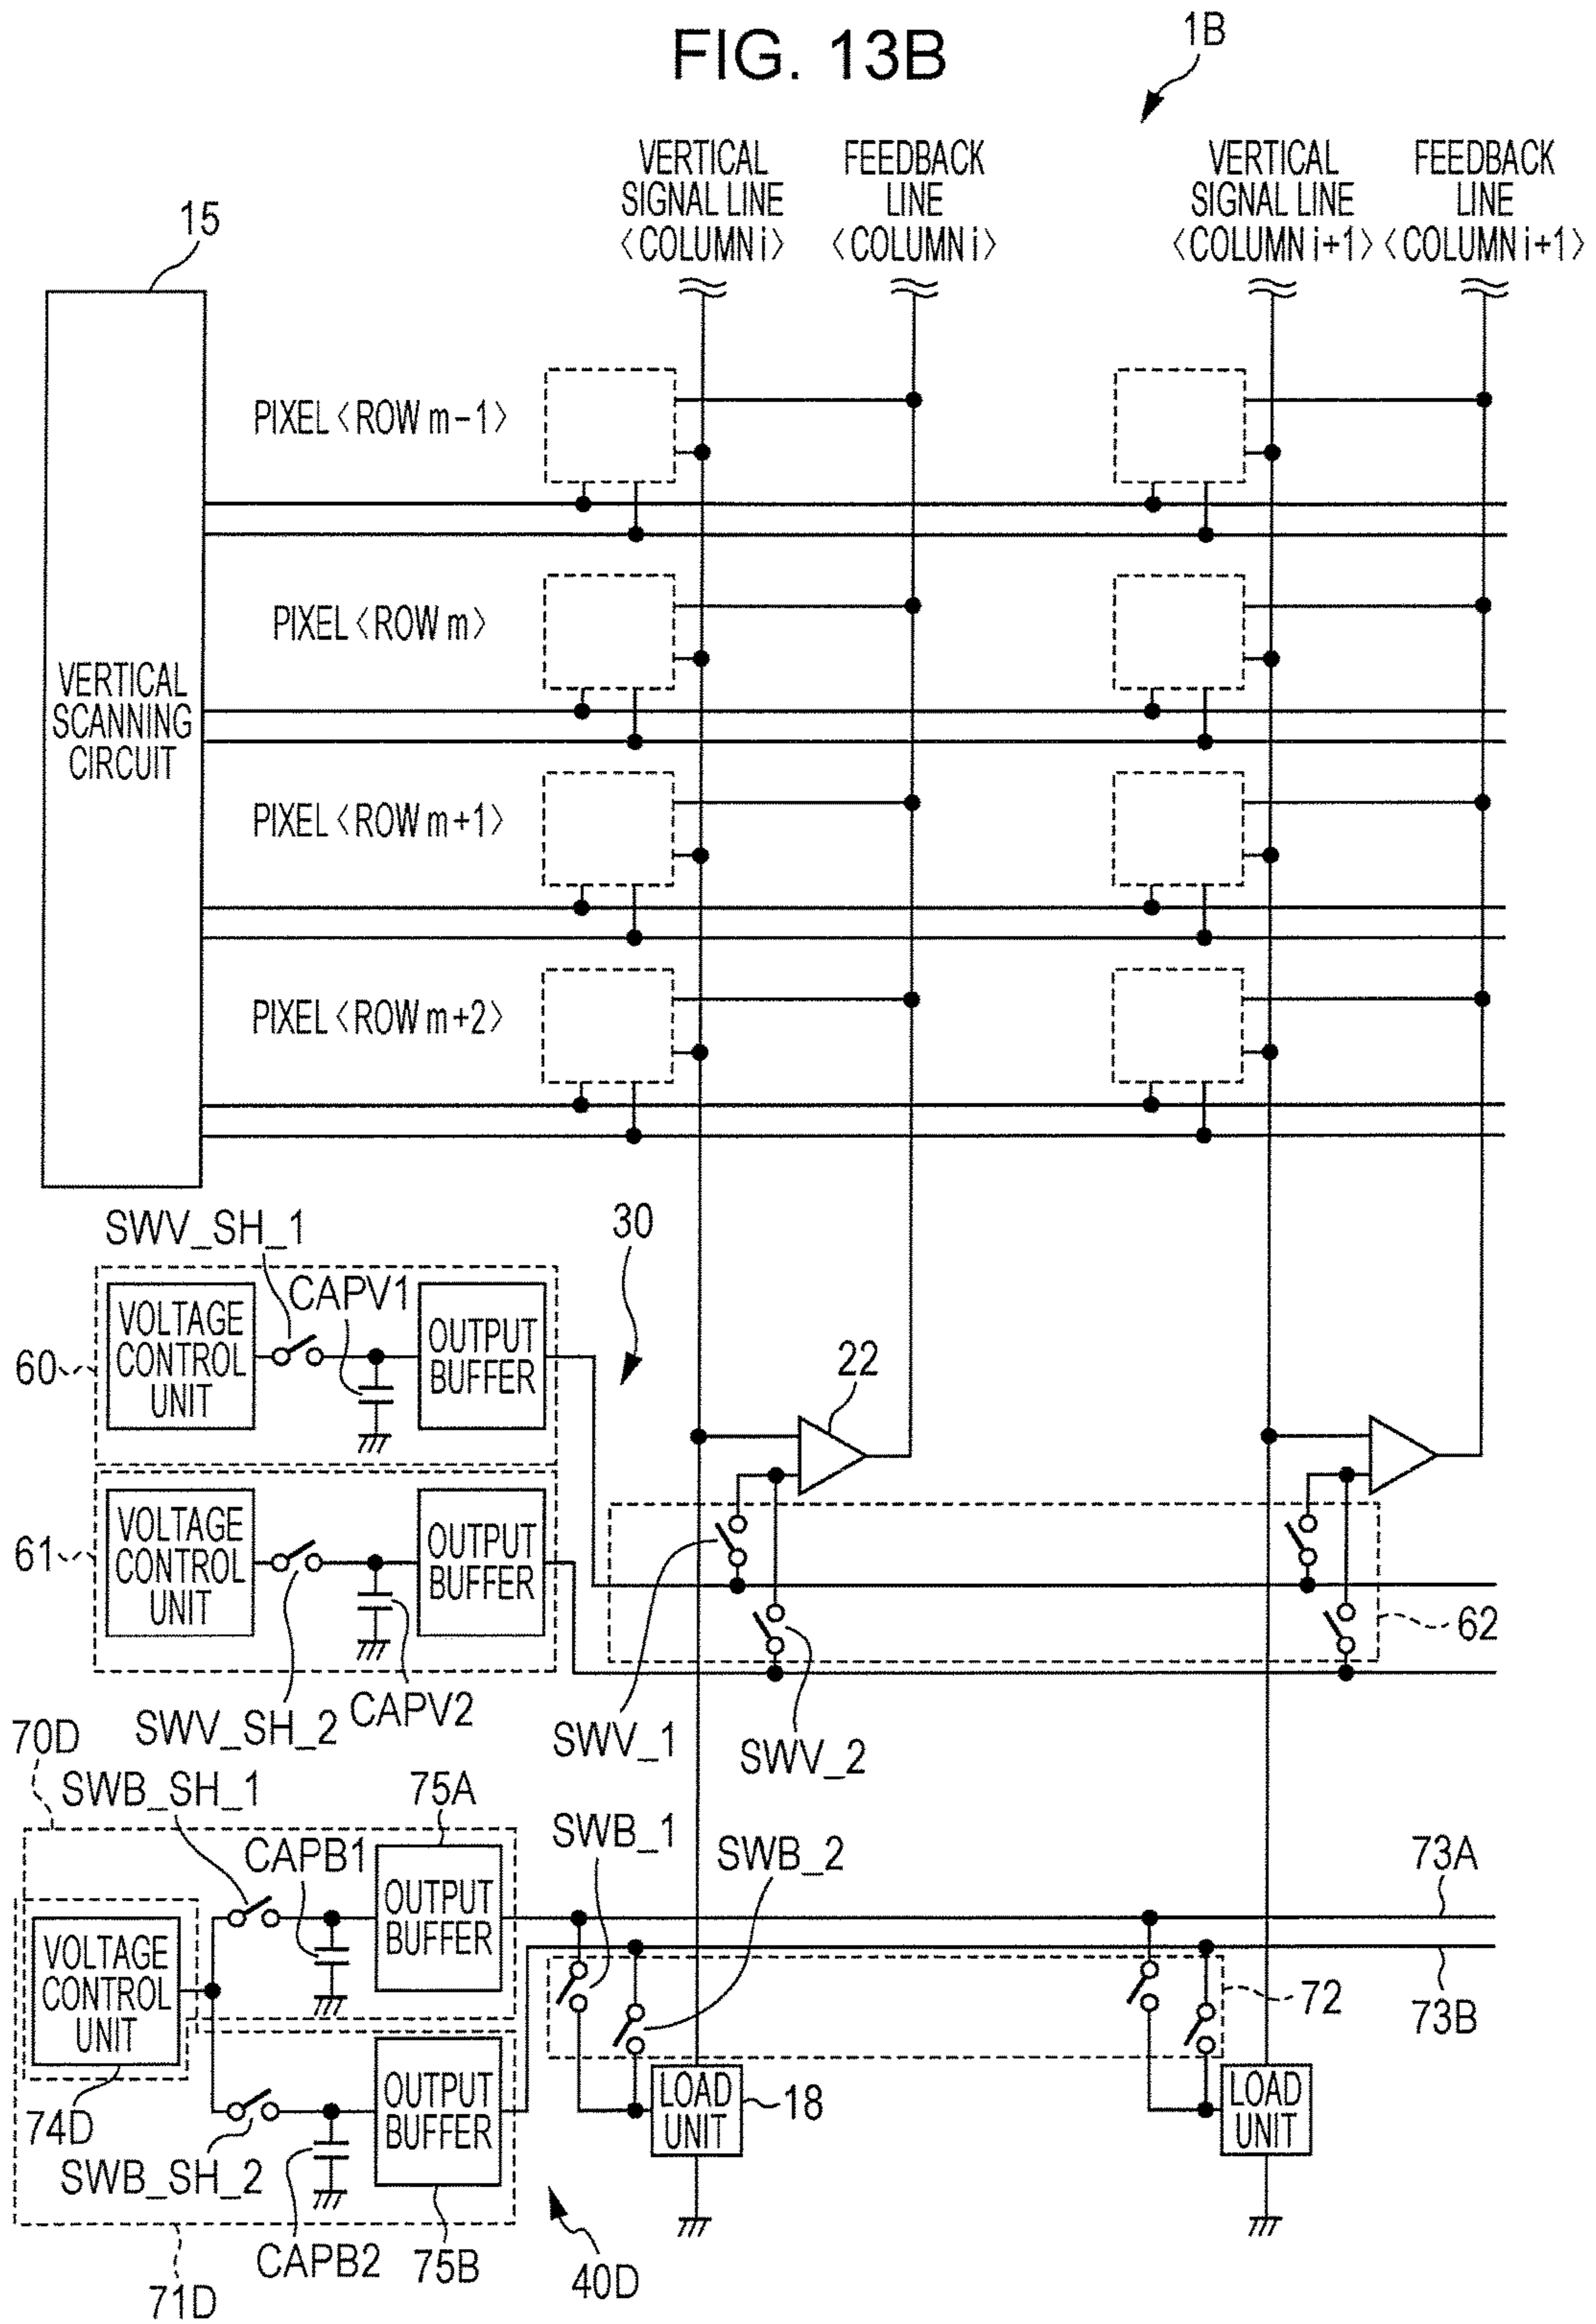 FIG. 13B
1B
VERTICAL
SIGNAL LINE
〈COLUMN i〉
FEEDBACK
LINE
〈COLUMN i〉
VERTICAL
SIGNAL LINE
〈COLUMN i+1〉
FEEDBACK
LINE
〈COLUMN i+1〉
15
VERTICAL
SCANNING
CIRCUIT
PIXEL〈ROW m−1〉
PIXEL〈ROW m〉
PIXEL〈ROW m+1〉
PIXEL〈ROW m+2〉
SWV_SH_1
CAPV1
30
60
VOLTAGE
CONTROL
UNIT
OUTPUT
BUFFER
22
61
VOLTAGE
CONTROL
UNIT
OUTPUT
BUFFER
62
SWV_SH_2
CAPV2
SWV_1
SWV_2
70D
SWB_SH_1
CAPB1
75A
SWB_1
SWB_2
73A
OUTPUT
BUFFER
VOLTAGE
CONTROL
UNIT
72
73B
74D
OUTPUT
BUFFER
LOAD
UNIT
18
LOAD
UNIT
SWB_SH_2
CAPB2
75B
40D
71D